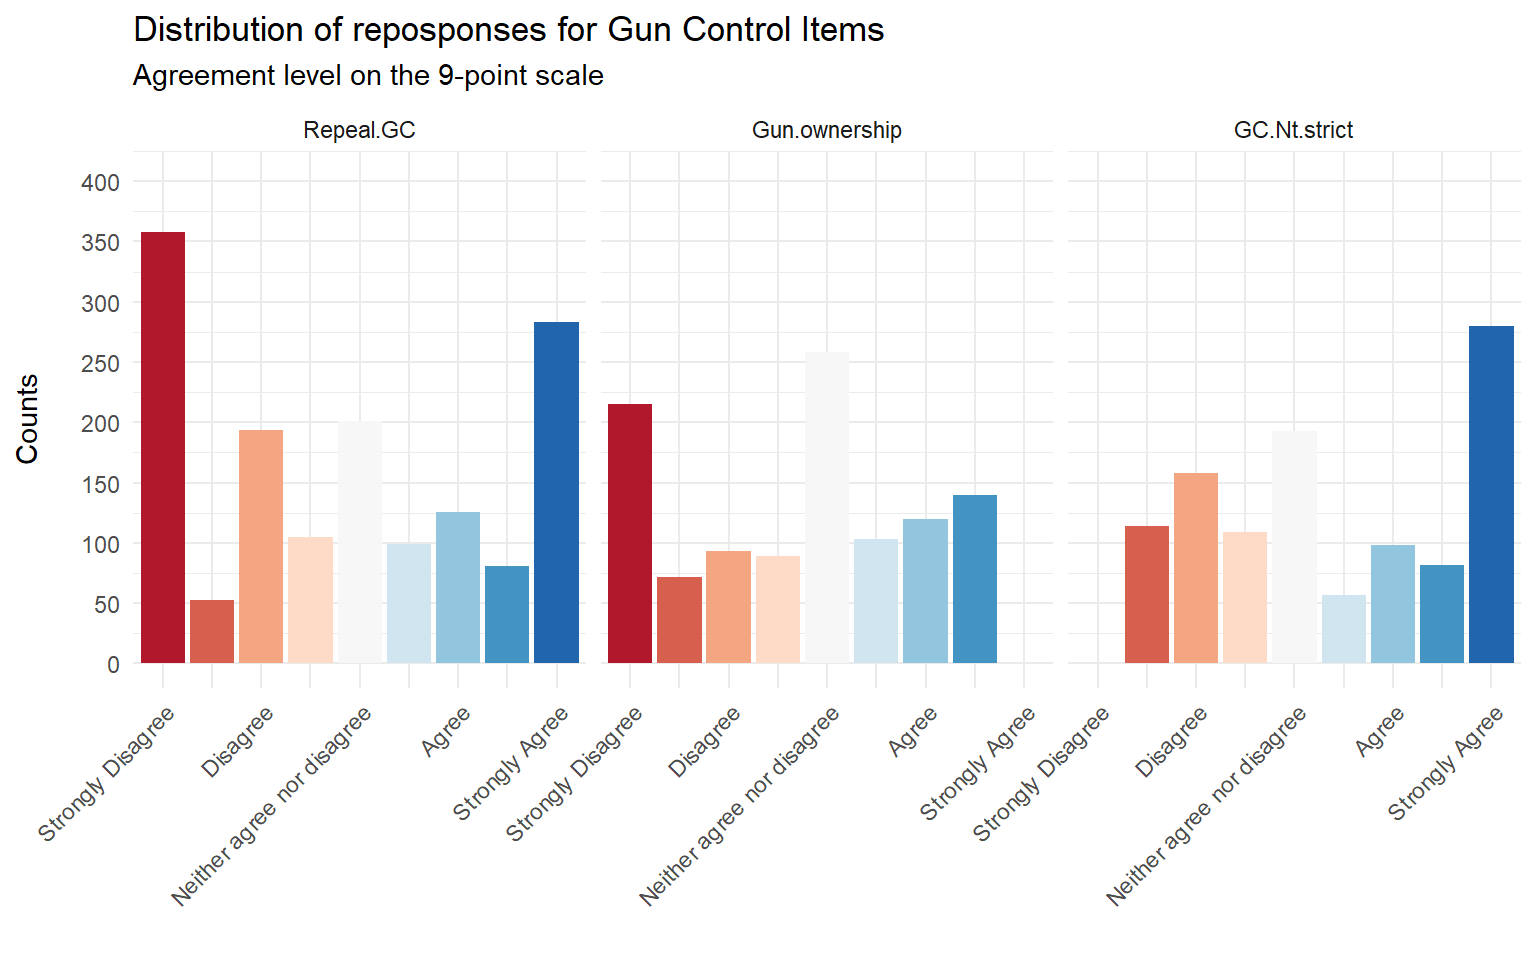 Distribution of reposponses for Gun Control Items
Agreement level on the 9-point scale
Repeal.GC
Gun.ownership
GC.Nt.strict
Counts
400
350
300
250
200
150
100
50
0
Strongly Disagree
Disagree
Neither agree nor disagree
Agree
Strongly Agree
Strongly Disagree
Disagree
Neither agree nor disagree
Agree
Strongly Agree
Strongly Disagree
Disagree
Neither agree nor disagree
Agree
Strongly Agree